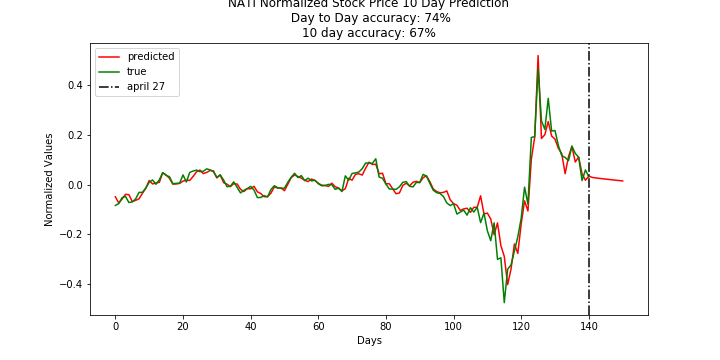 NATI Normalized Stock Price 10 Day Prediction
Day to Day accuracy: 74%
10 day accuracy: 67%
predicted
true
april 27
Normalized Values
0.4
0.2
0.0
−0.2
−0.4
0 20 40 60 80 100 120 140
Days